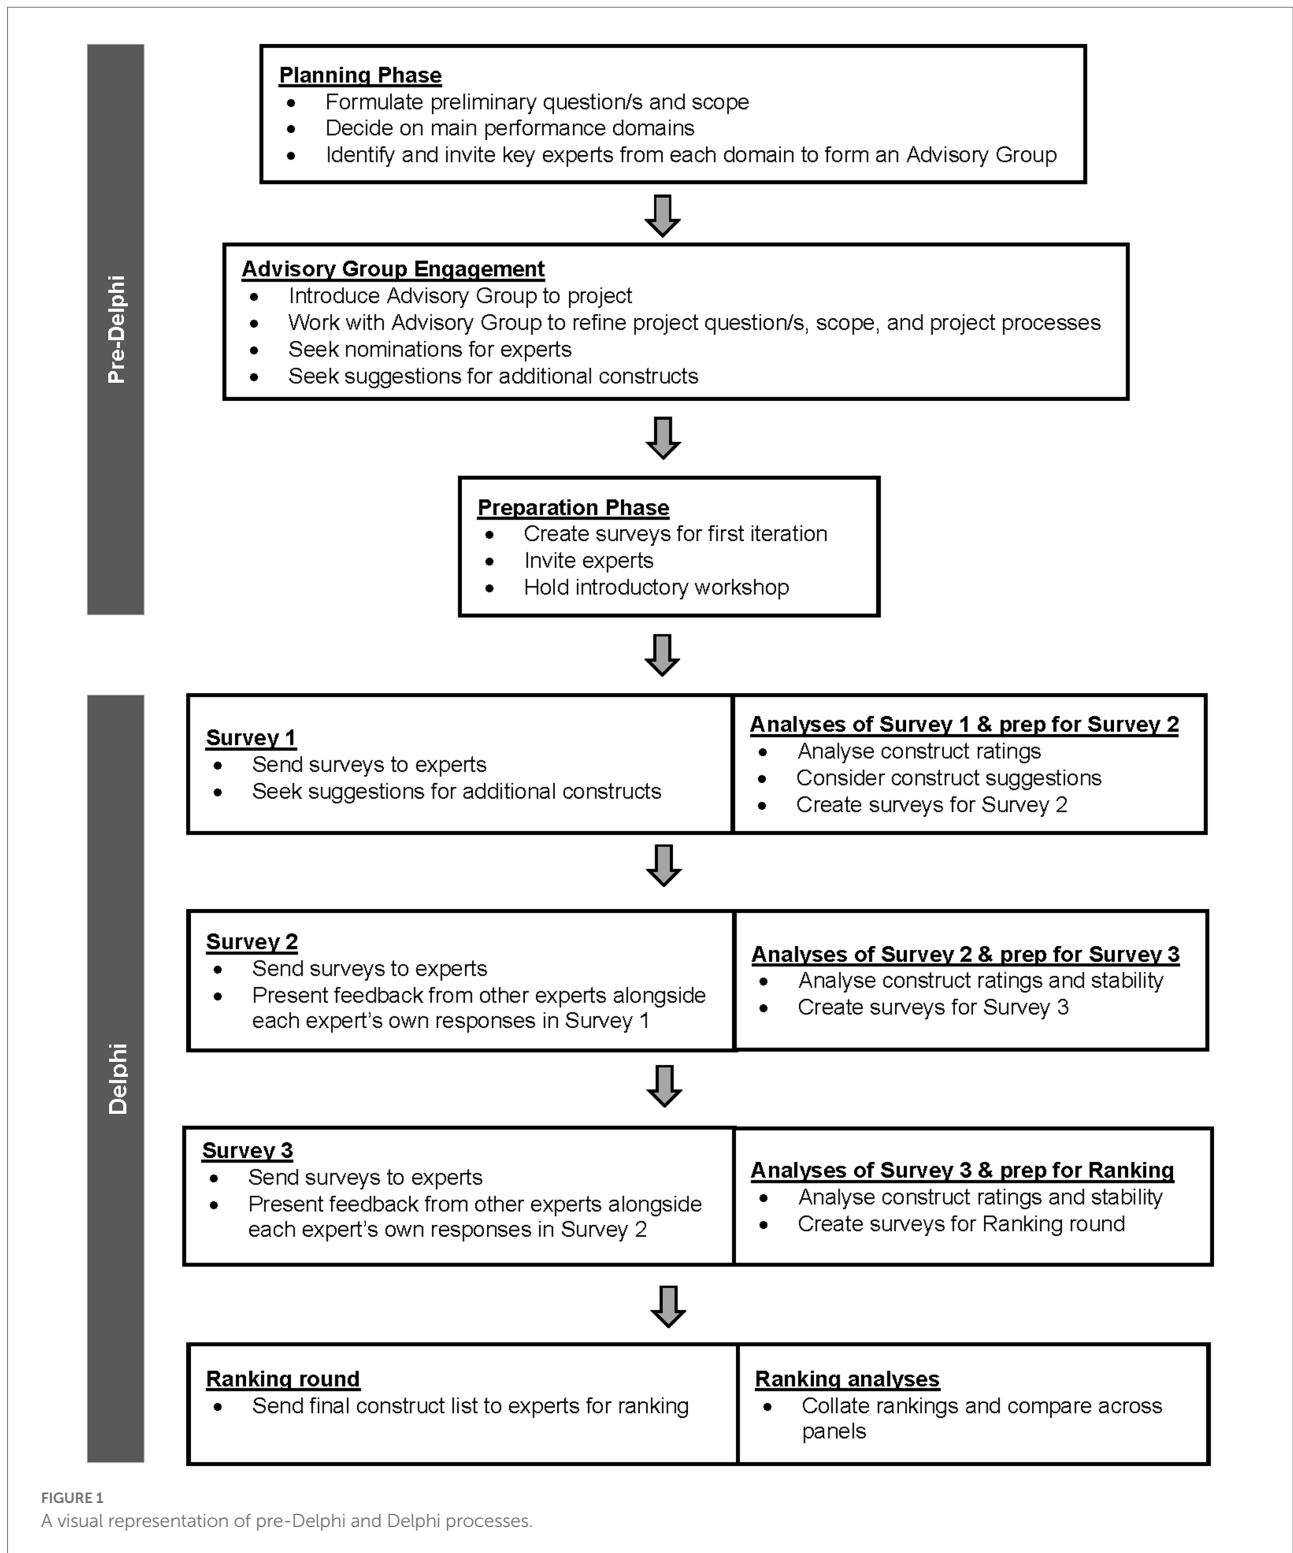 Pre-Delphi
Planning Phase
• Formulate preliminary question/s and scope
• Decide on main performance domains
• Identify and invite key experts from each domain to form an Advisory Group
Advisory Group Engagement
• Introduce Advisory Group to project
• Work with Advisory Group to refine project question/s, scope, and project processes
• Seek nominations for experts
• Seek suggestions for additional constructs
Preparation Phase
• Create surveys for first iteration
• Invite experts
• Hold introductory workshop
Delphi
Survey 1
• Send surveys to experts
• Seek suggestions for additional constructs
Analyses of Survey 1 & prep for Survey 2
• Analyse construct ratings
• Consider construct suggestions
• Create surveys for Survey 2
Survey 2
• Send surveys to experts
• Present feedback from other experts alongside
each expert's own responses in Survey 1
Analyses of Survey 2 & prep for Survey 3
• Analyse construct ratings and stability
• Create surveys for Survey 3
Survey 3
• Send surveys to experts
• Present feedback from other experts alongside
each expert's own responses in Survey 2
Analyses of Survey 3 & prep for Ranking
• Analyse construct ratings and stability
• Create surveys for Ranking round
Ranking round
• Send final construct list to experts for ranking
Ranking analyses
• Collate rankings and compare across
panels
FIGURE 1
A visual representation of pre-Delphi and Delphi processes.